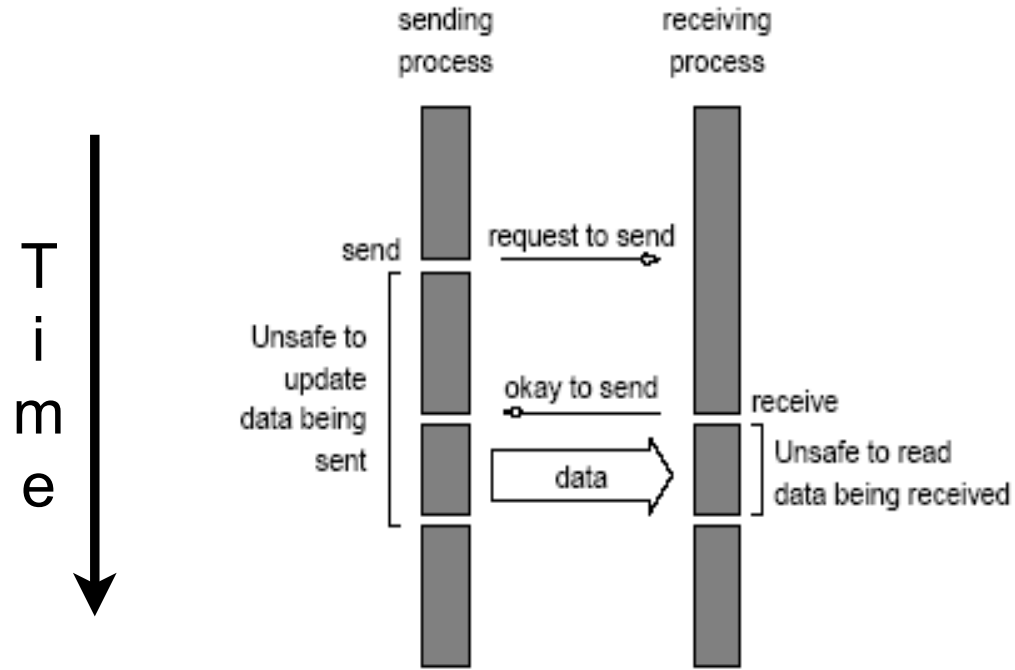 sending
process
receiving
process
T
i
m
e
send
request to send
Unsafe to
update
data being
sent
okay to send
receive
data
Unsafe to read
data being received